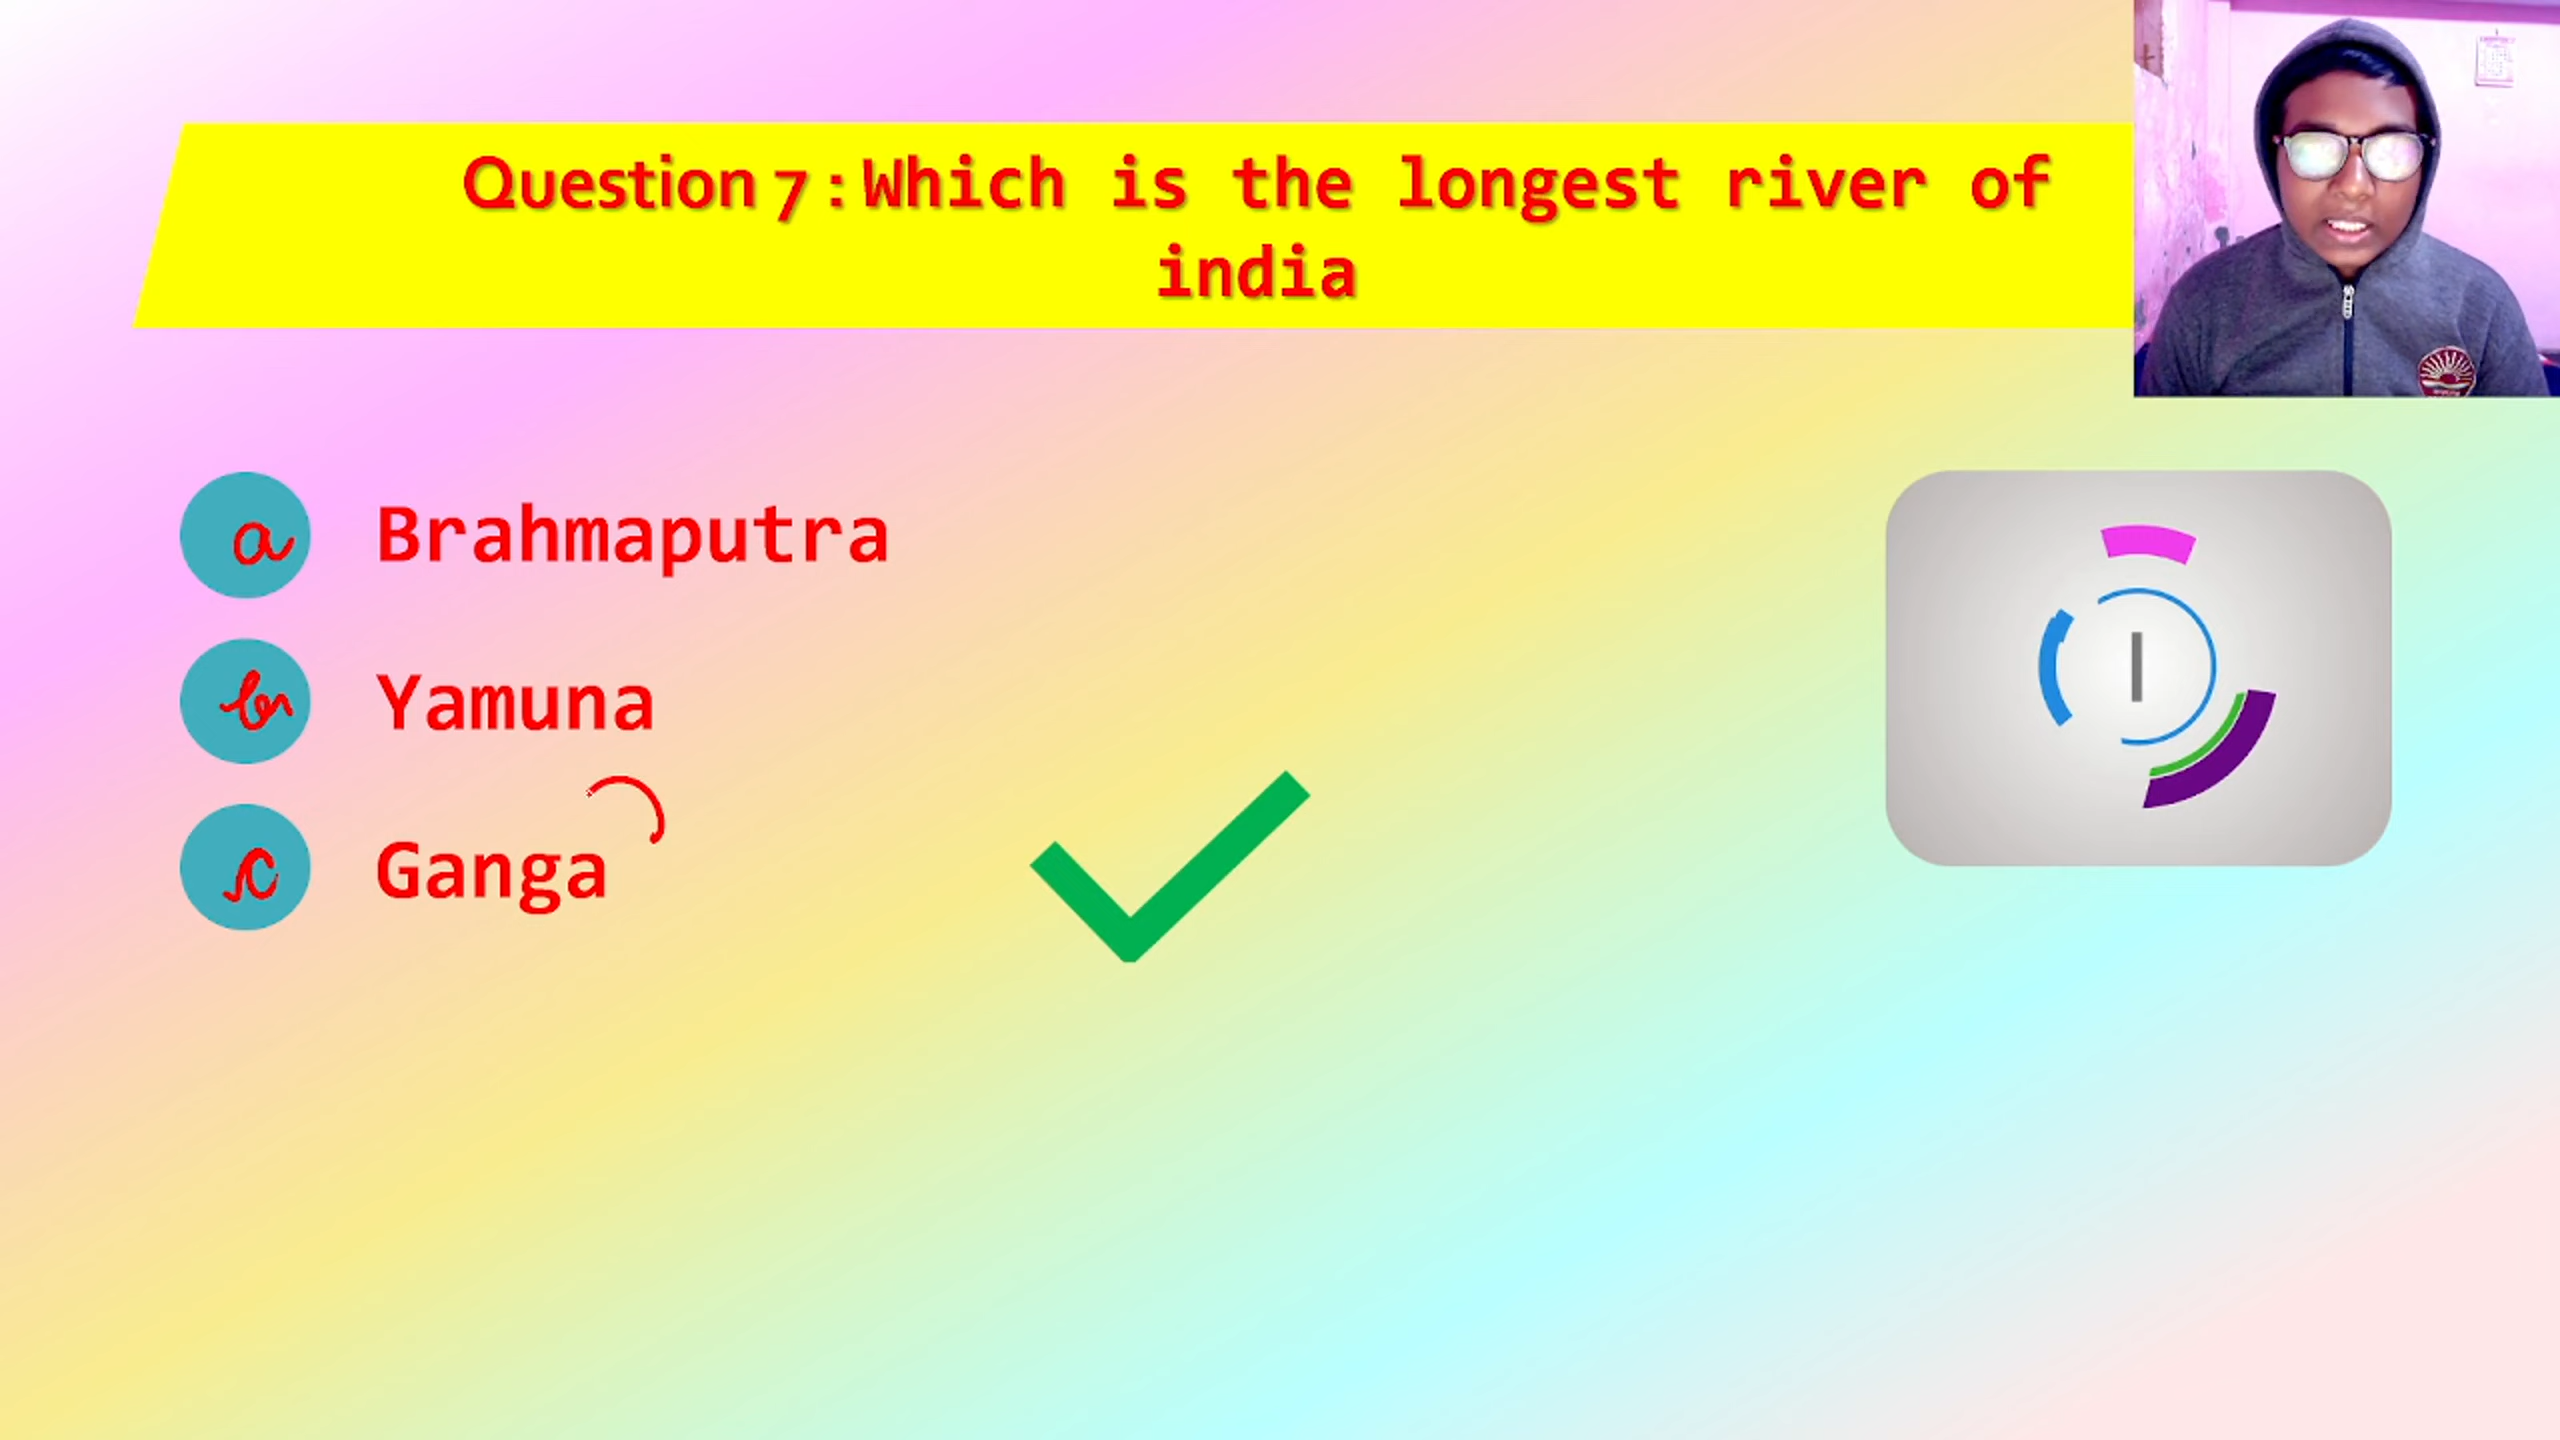 Question 7 : Which is the longest river of
india
a Brahmaputra
b Yamuna
c Ganga